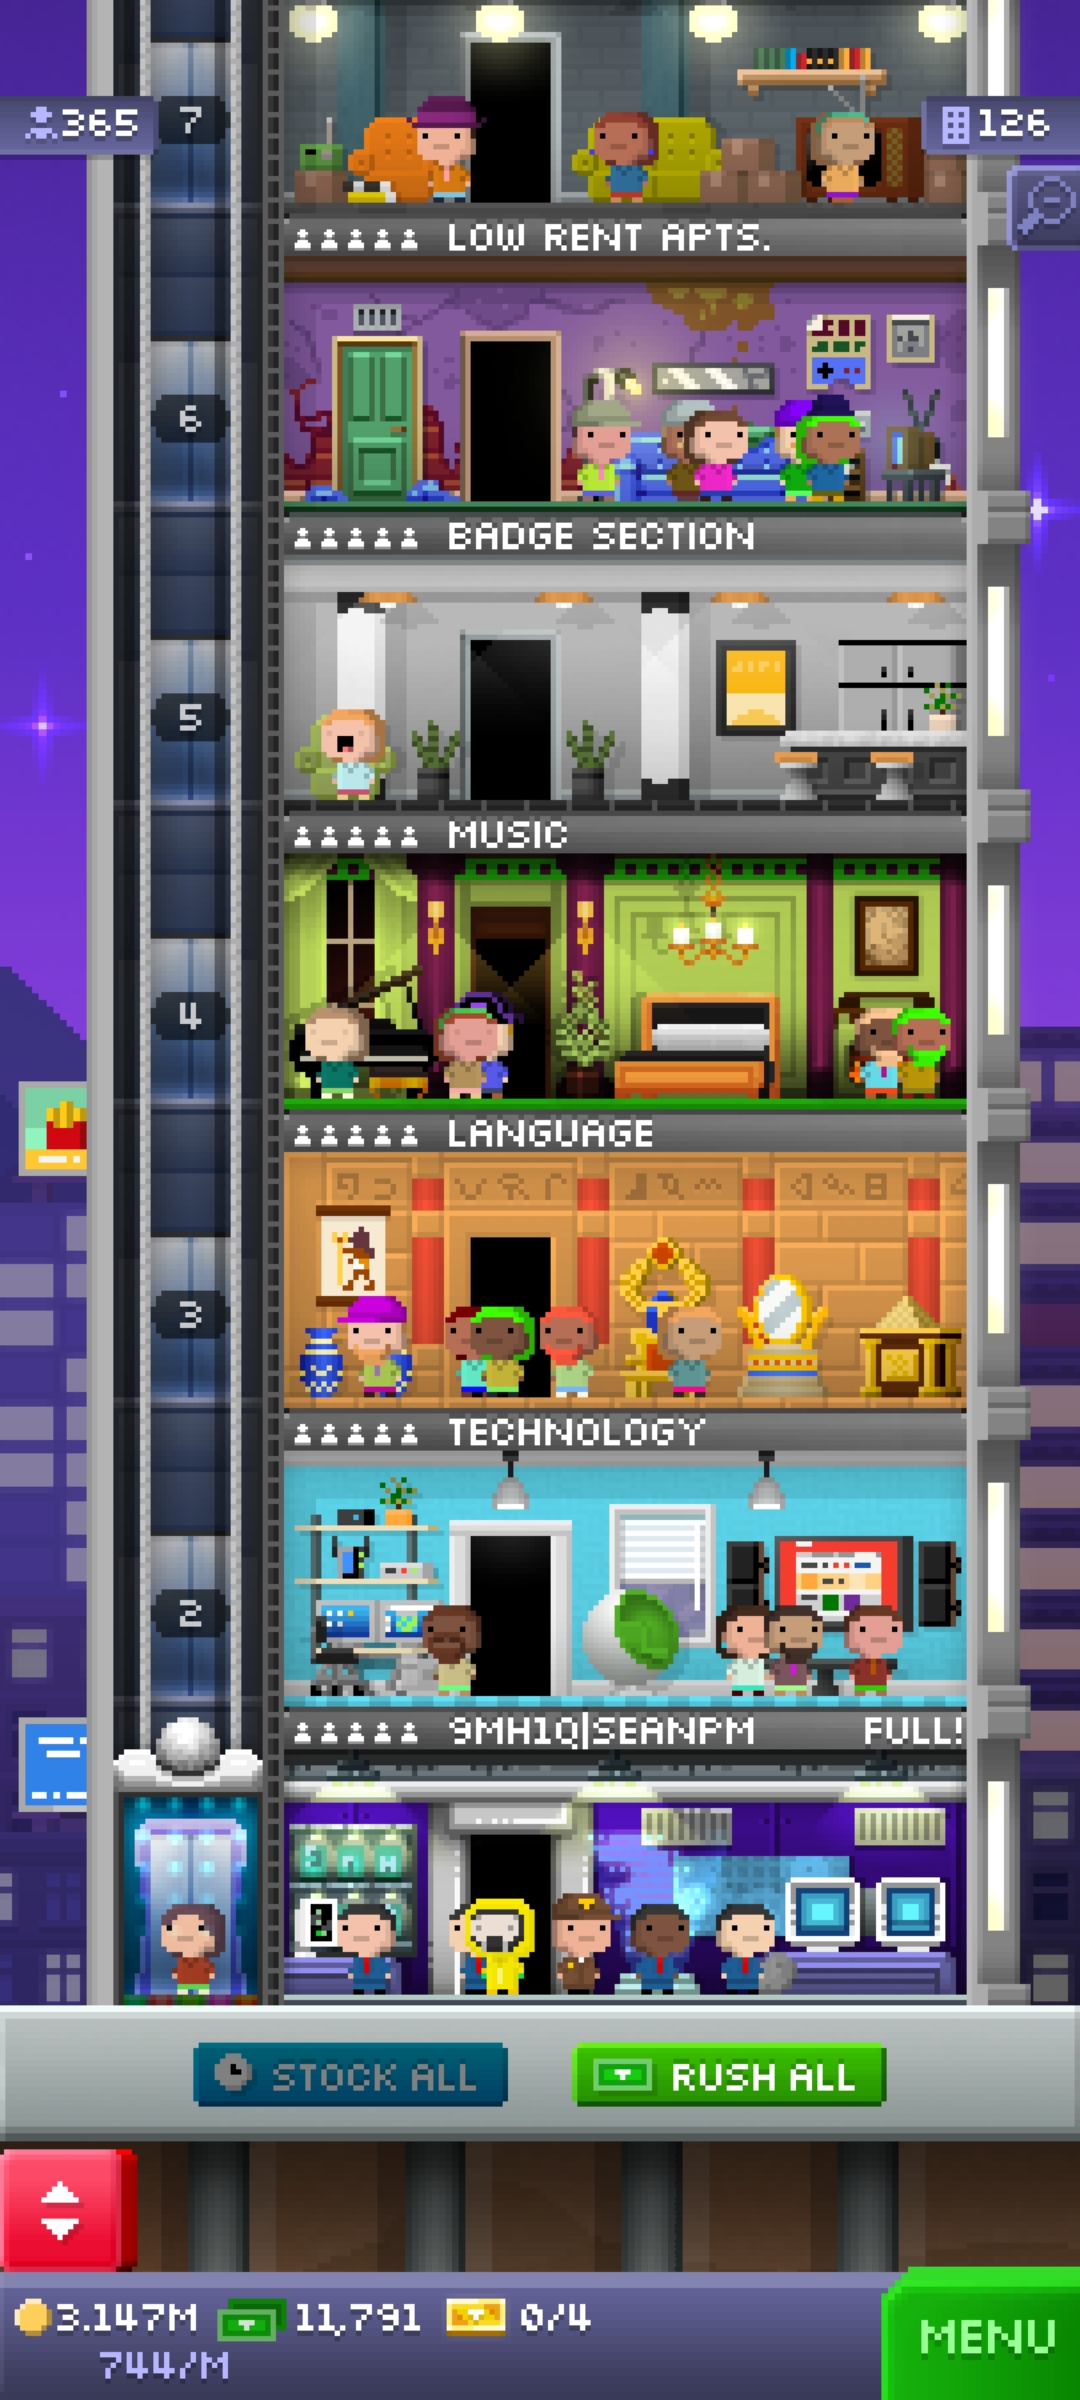 7
365
126
LOW RENT APTS.
6
BADGE SECTION
5
MUSIC
4
LANGUAGE
3
TECHNOLOGY
2
9MH1Q|SEANPM FULL!
STOCK ALL
RUSH ALL
3.147M 11,791 0/4
744/M
MENU